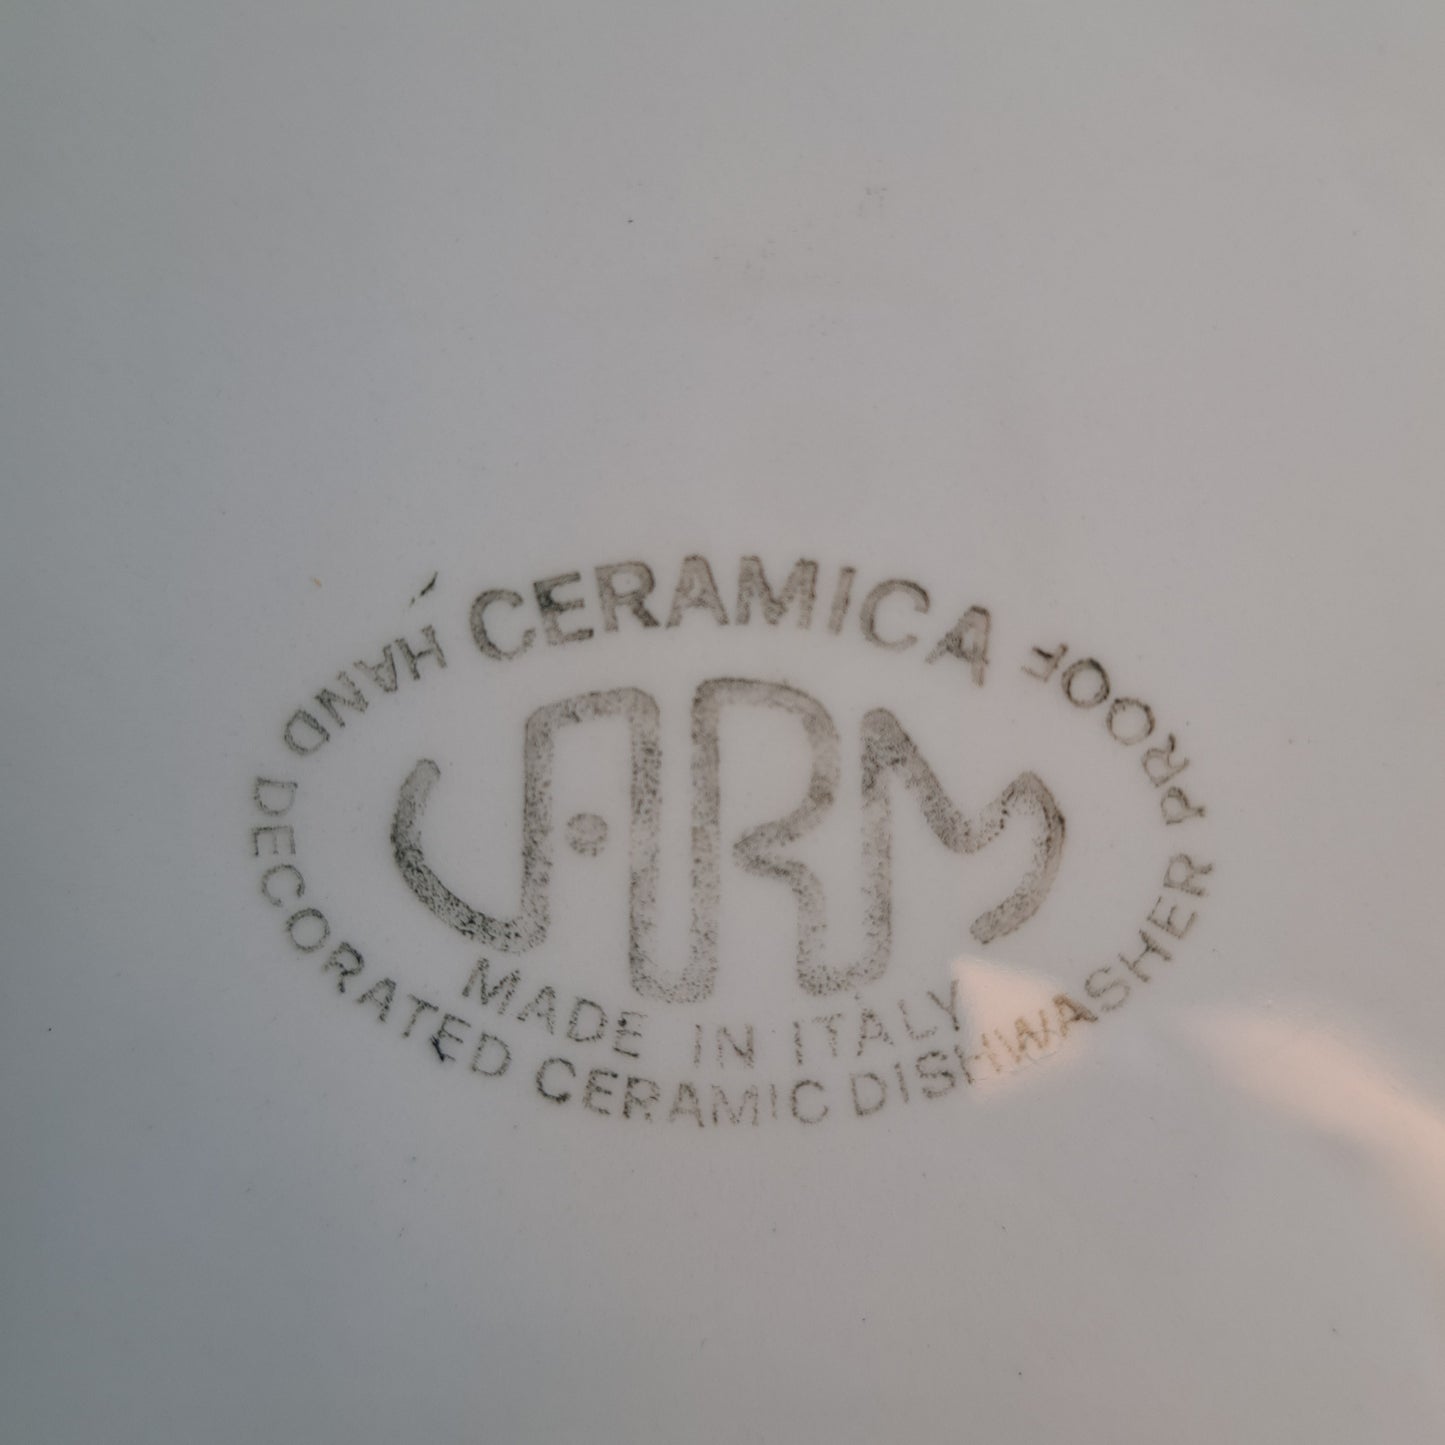 CERAMICA
ARM
MADE IN ITALY
HAND DECORATED CERAMIC DISHWASHER PROOF